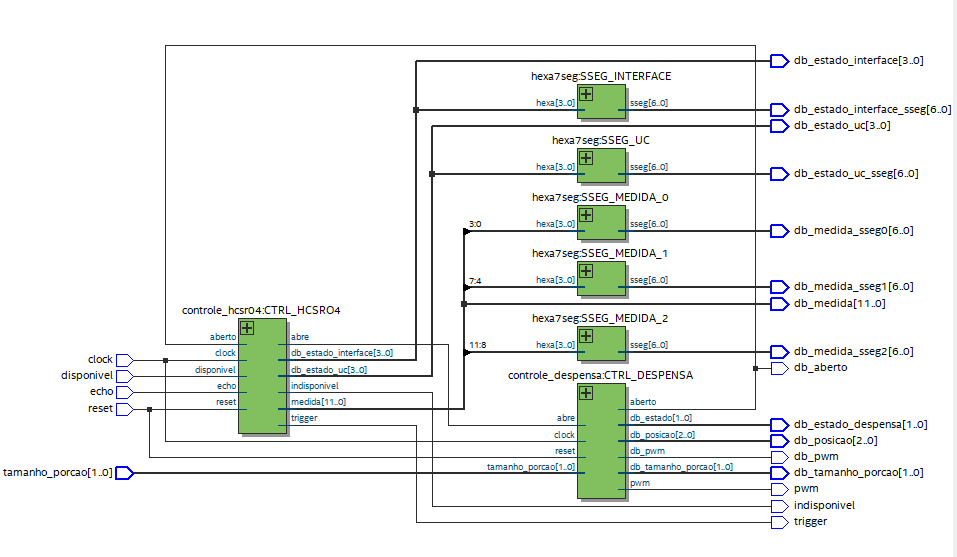 db_estado_interface[3..0]
hexa7seg:SSEG_INTERFACE
hexa[3..0]
sseg[6..0]
db_estado_interface_sseg[6..0]
db_estado_uc[3..0]
hexa7seg:SSEG_UC
hexa[3..0]
sseg[6..0]
db_estado_uc_sseg[6..0]
hexa7seg:SSEG_MEDIDA_0
3:0
hexa[3..0]
sseg[6..0]
db_medida_sseg0[6..0]
hexa7seg:SSEG_MEDIDA_1
7:4
hexa[3..0]
sseg[6..0]
db_medida_sseg1[6..0]
db_medida[11..0]
hexa7seg:SSEG_MEDIDA_2
11:8
hexa[3..0]
sseg[6..0]
db_medida_sseg2[6..0]
db_aberto
controle_hcsr04:CTRL_HCSRO4
aberto
clock
disponivel
echo
reset
abre
db_estado_interface[3..0]
db_estado_uc[3..0]
indisponivel
medida[11..0]
trigger
clock
disponivel
echo
reset
tamanho_porcao[1..0]
controle_despensa:CTRL_DESPENSA
abre
clock
reset
tamanho_porcao[1..0]
aberto
db_estado[1..0]
db_posicao[2..0]
db_pwm
db_tamanho_porcao[1..0]
pwm
db_estado_despensa[1..0]
db_posicao[2..0]
db_pwm
db_tamanho_porcao[1..0]
pwm
indisponivel
trigger